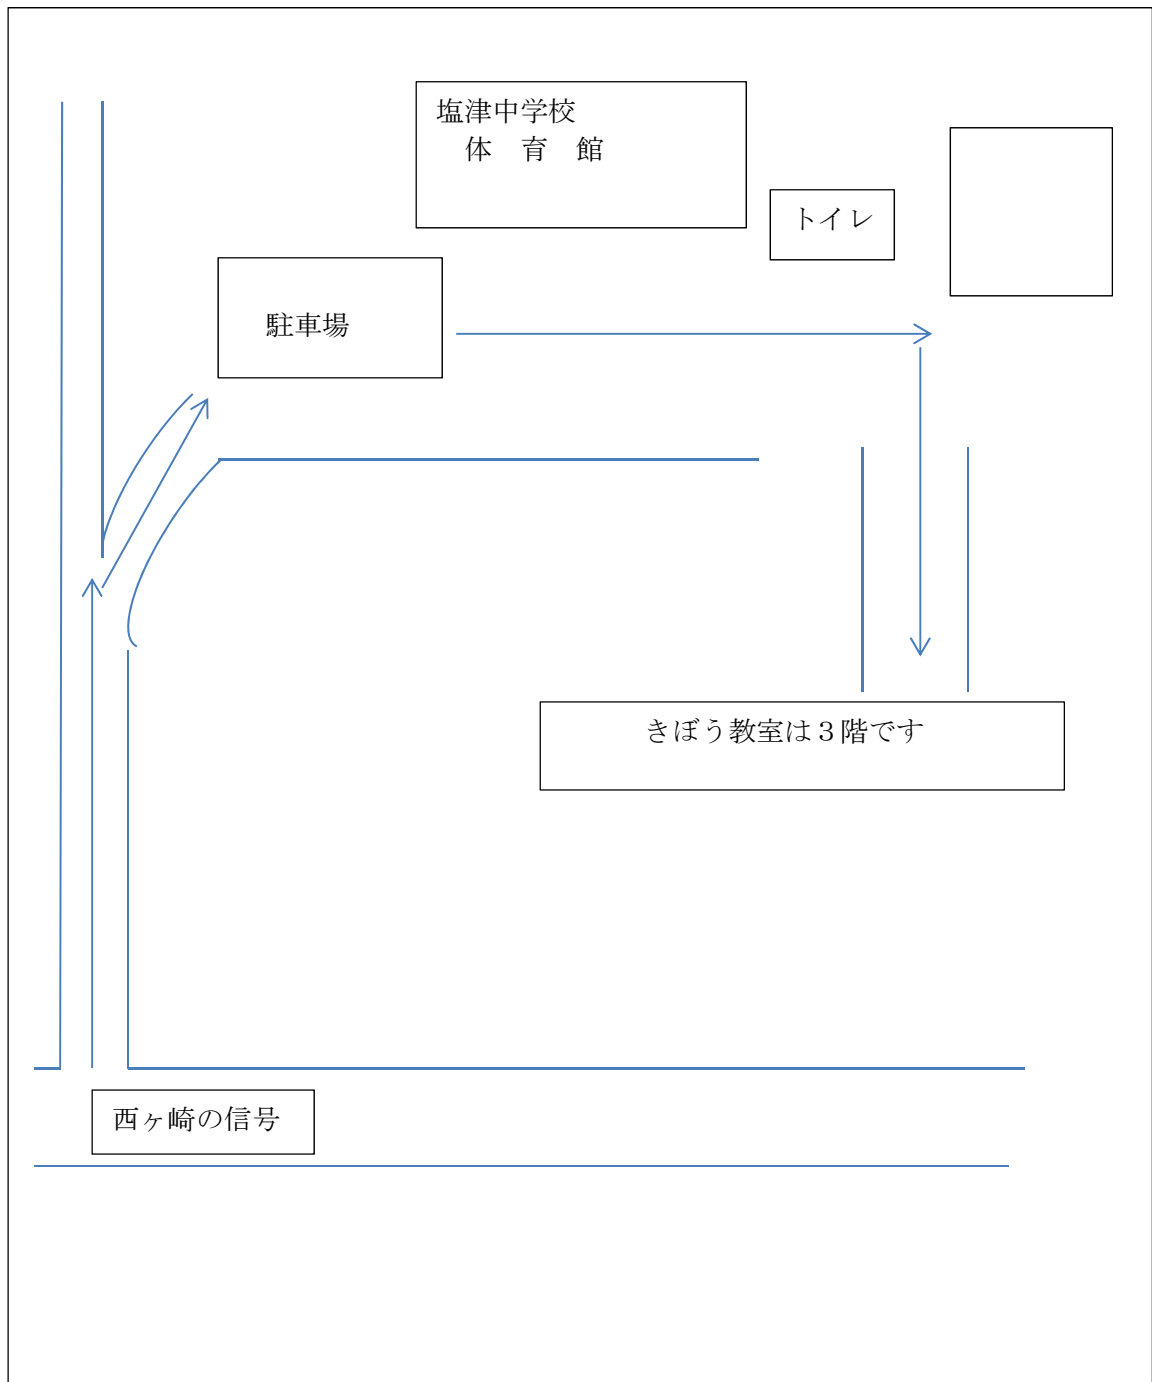 塩津中学校
体　育　館
トイレ
駐車場
きぼう教室は３階です
西ヶ崎の信号